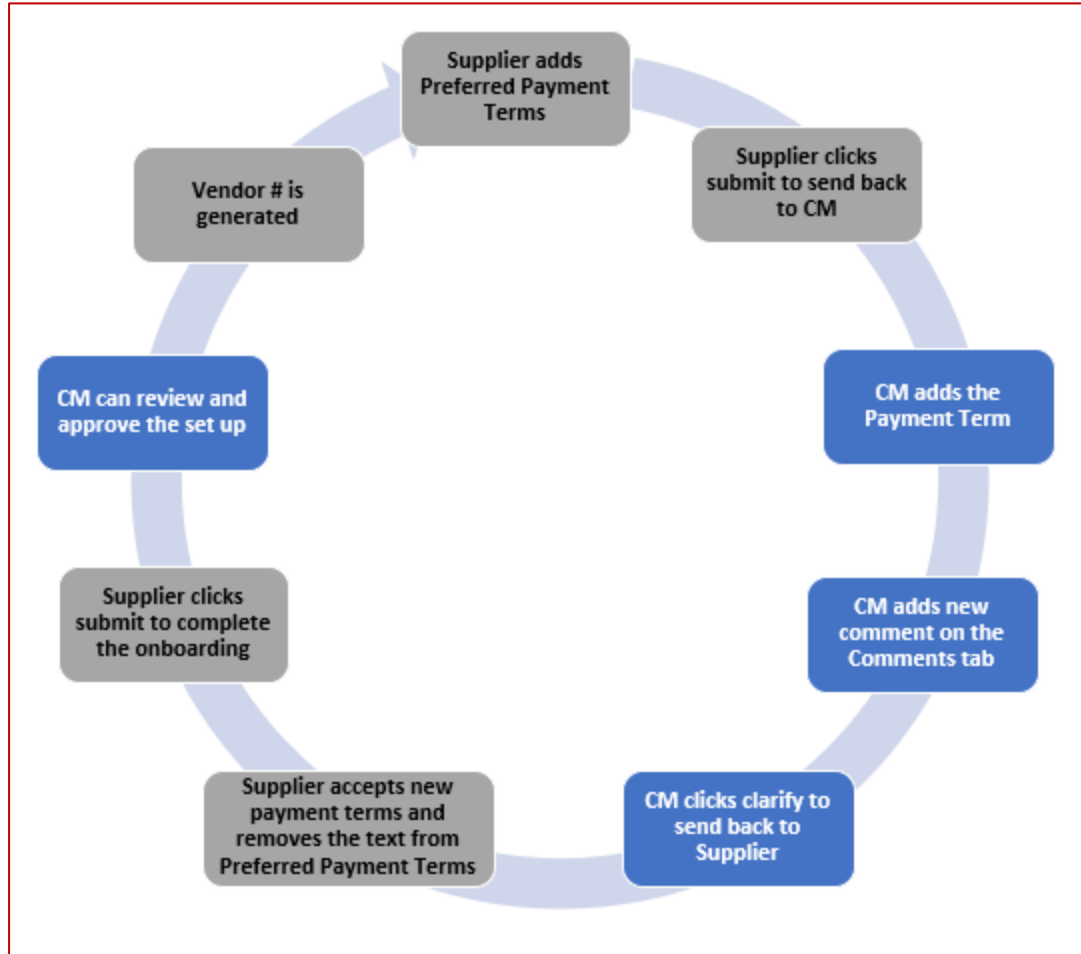 Supplier adds
Preferred Payment
Terms
Supplier clicks
submit to send back
to CM
CM adds the
Payment Term
CM adds new
comment on the
Comments tab
CM clicks clarify to
send back to
Supplier
Supplier accepts new
payment terms and
removes the text from
Preferred Payment Terms
Supplier clicks
submit to complete
the onboarding
CM can review and
approve the set up
Vendor # is
generated